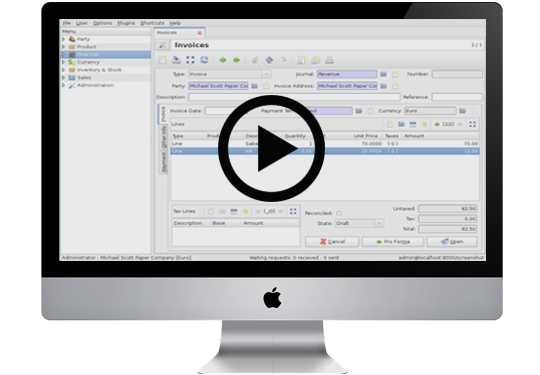 File User Options Plugins Shortcuts Help
Menu
Party
Product
Financial
Currency
Inventory & Stock
Sales
Administration
Invoices
Invoices 1/1
Type: Invoice Journal: Revenue Number:
Party: Michael Scott Paper Co Invoice Address: Michael Scott Paper Co
Description: Reference:
Invoice
Other Info
Payment
Invoice Date: Payment Term: Currency: Euro
Lines (2/2)
Type Quantity Unit Price Taxes Amount
Line 1 70.0000 ( 0 ) 70.00
Line 25.0000 ( 0 ) 12.50
Tax Lines (_/0)
Description Base Amount
Reconciled:
State: Draft
Untaxed: 82.50
Tax: 0.00
Total: 82.50
Cancel Pro Forma Open
Administrator - Michael Scott Paper Company [Euro] Waiting requests: 0 received - 0 sent admin@localhost:8000/screenshot